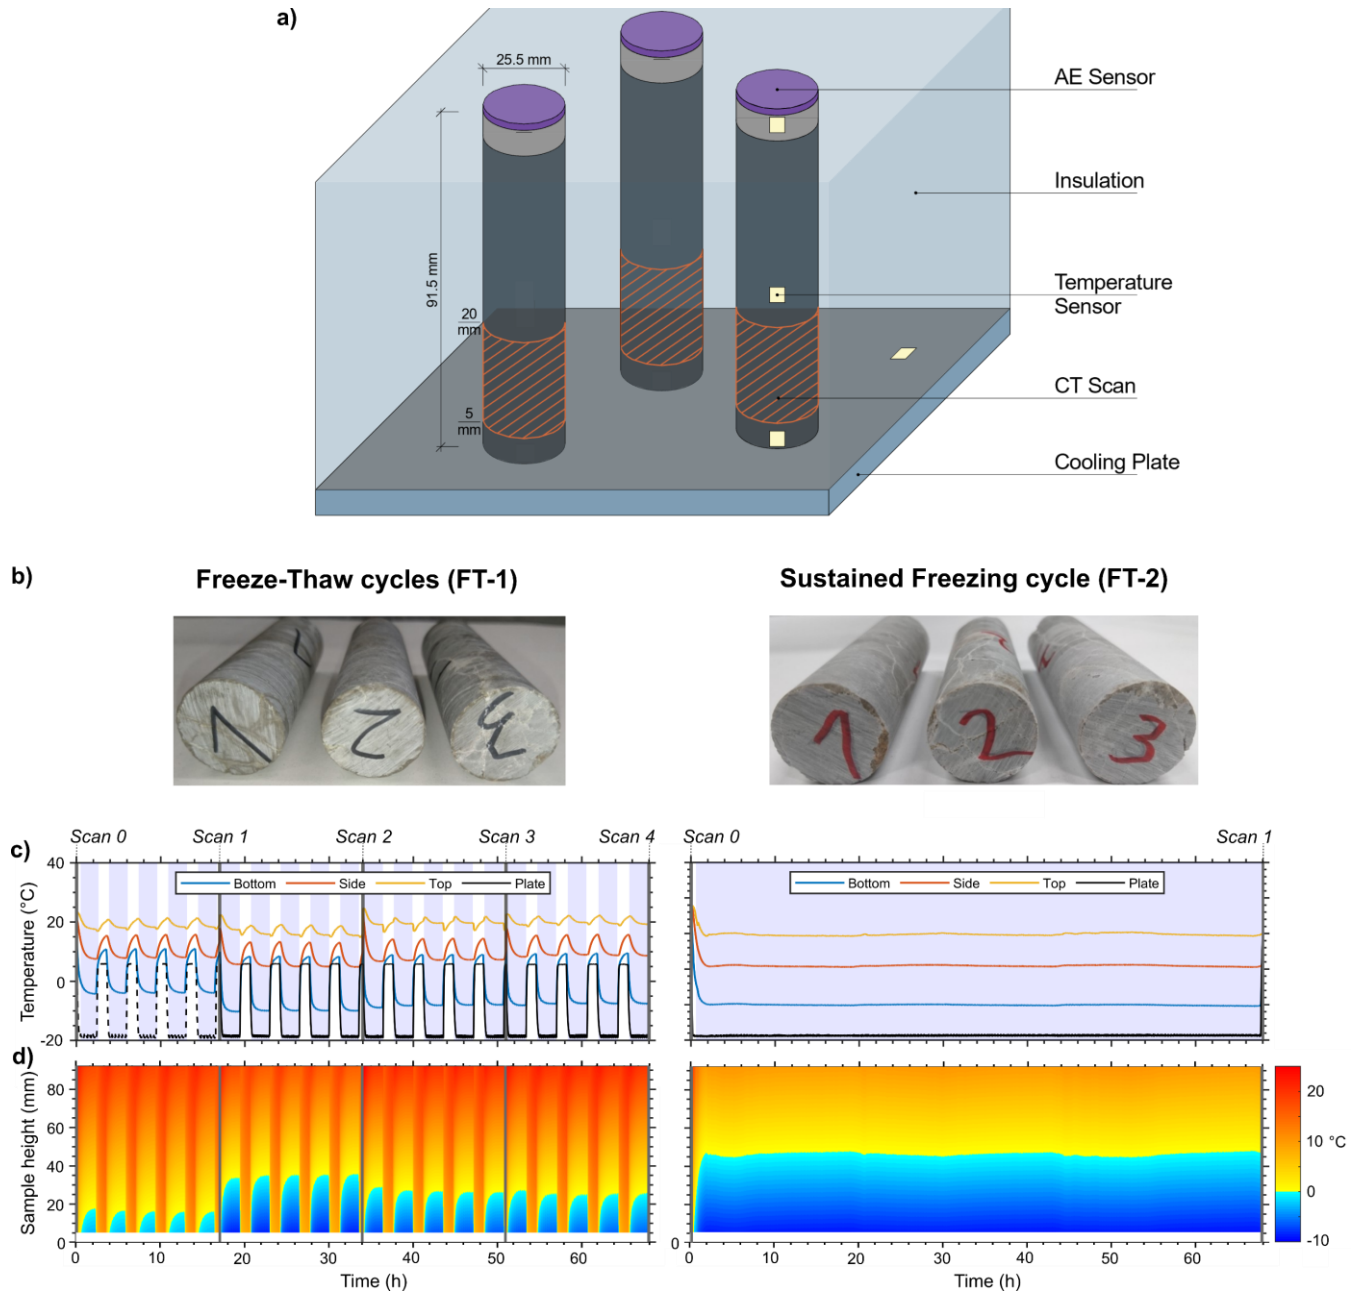 a)
25.5 mm
91.5 mm
20
mm
5
mm
AE Sensor
Insulation
Temperature
Sensor
CT Scan
Cooling Plate
b)
Freeze-Thaw cycles (FT-1)
Sustained Freezing cycle (FT-2)
1 2 3
1 2 3
c)
Scan 0 Scan 1 Scan 2 Scan 3 Scan 4
Scan 0 Scan 1
Temperature (°C)
40
20
0
-20
Bottom Side Top Plate
Bottom Side Top Plate
d)
Sample height (mm)
80
60
40
20
0
0 10 20 30 40 50 60
Time (h)
0 10 20 30 40 50 60
Time (h)
20
10 °C
0
-10